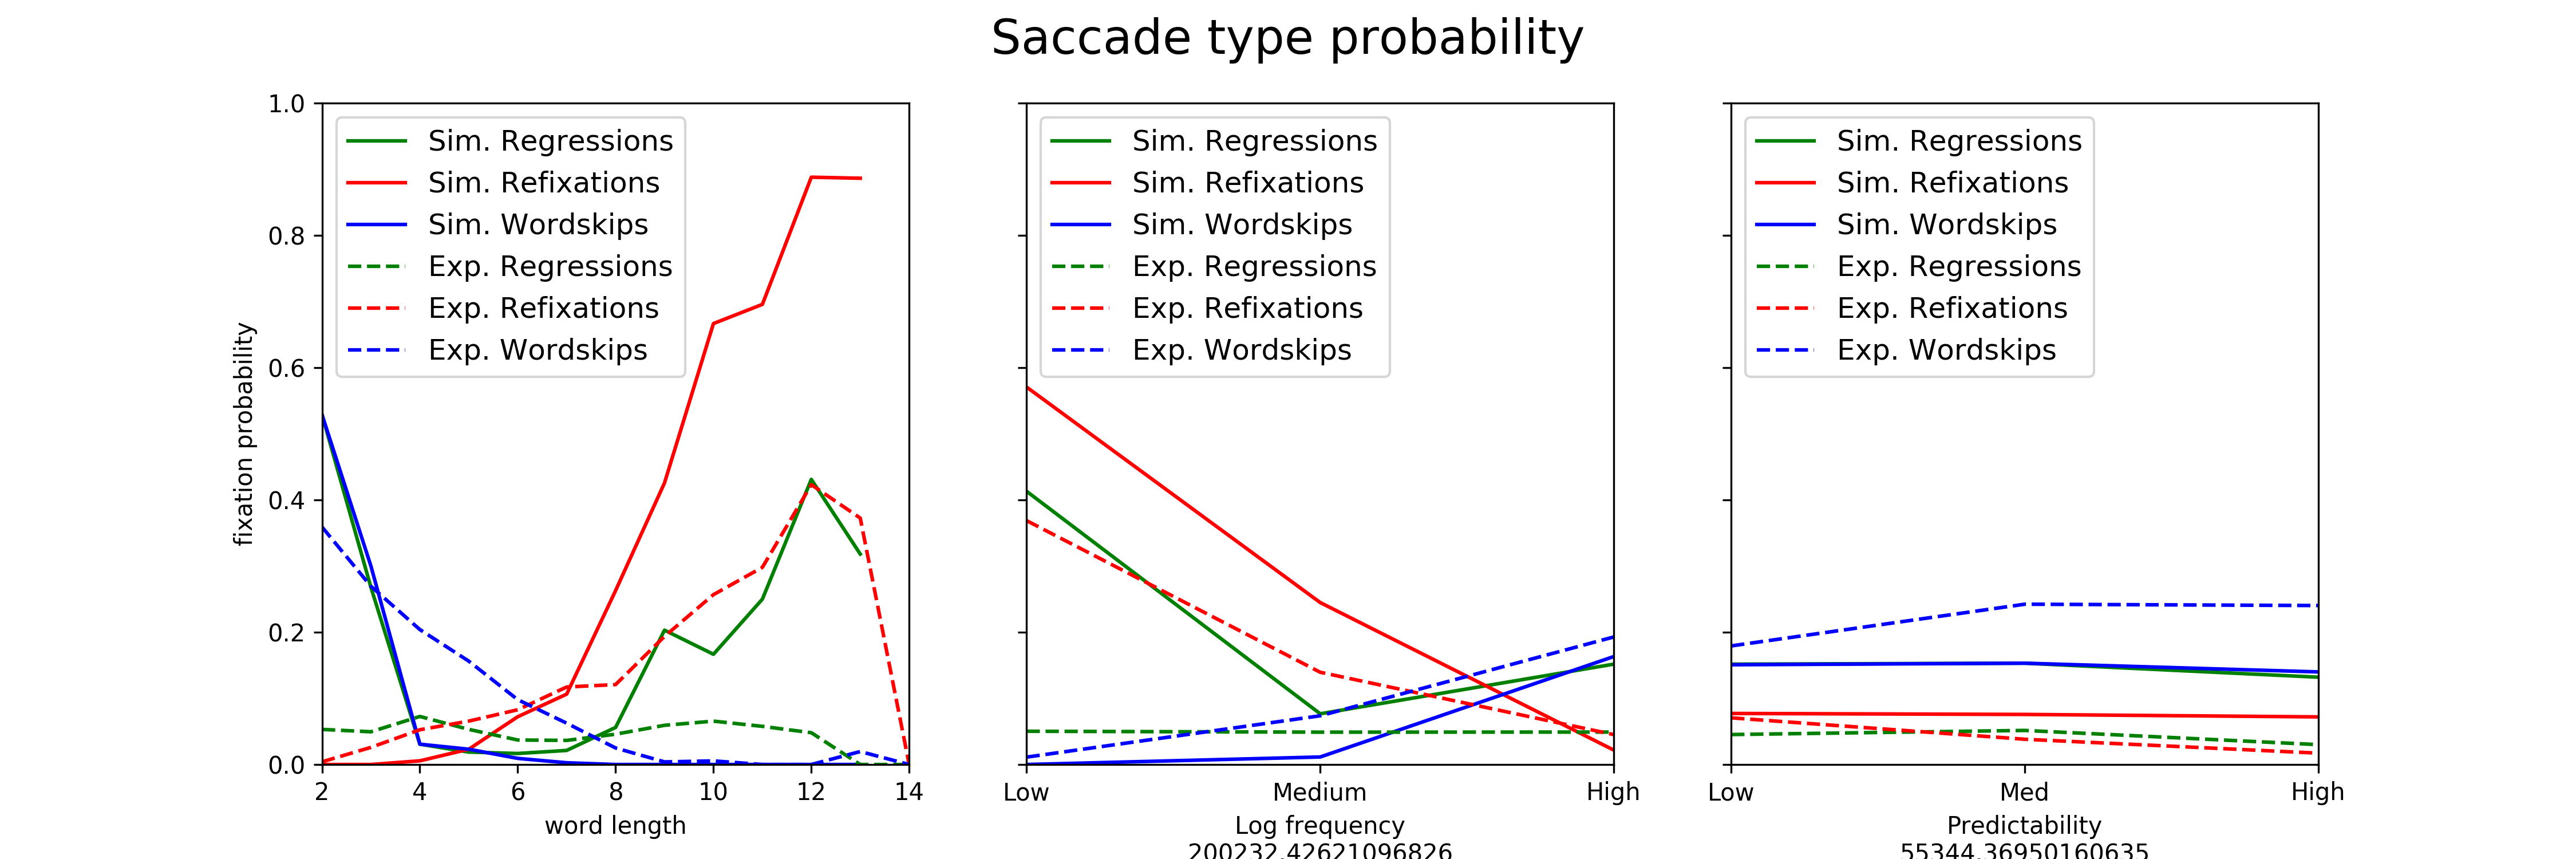 Saccade type probability
fixation probability
1.0
0.8
0.6
0.4
0.2
0.0
Sim. Regressions
Sim. Refixations
Sim. Wordskips
Exp. Regressions
Exp. Refixations
Exp. Wordskips
2 4 6 8 10 12 14
word length
Sim. Regressions
Sim. Refixations
Sim. Wordskips
Exp. Regressions
Exp. Refixations
Exp. Wordskips
Low Medium High
Log frequency
200232.42621096826
Sim. Regressions
Sim. Refixations
Sim. Wordskips
Exp. Regressions
Exp. Refixations
Exp. Wordskips
Low Med High
Predictability
55344.36950160635